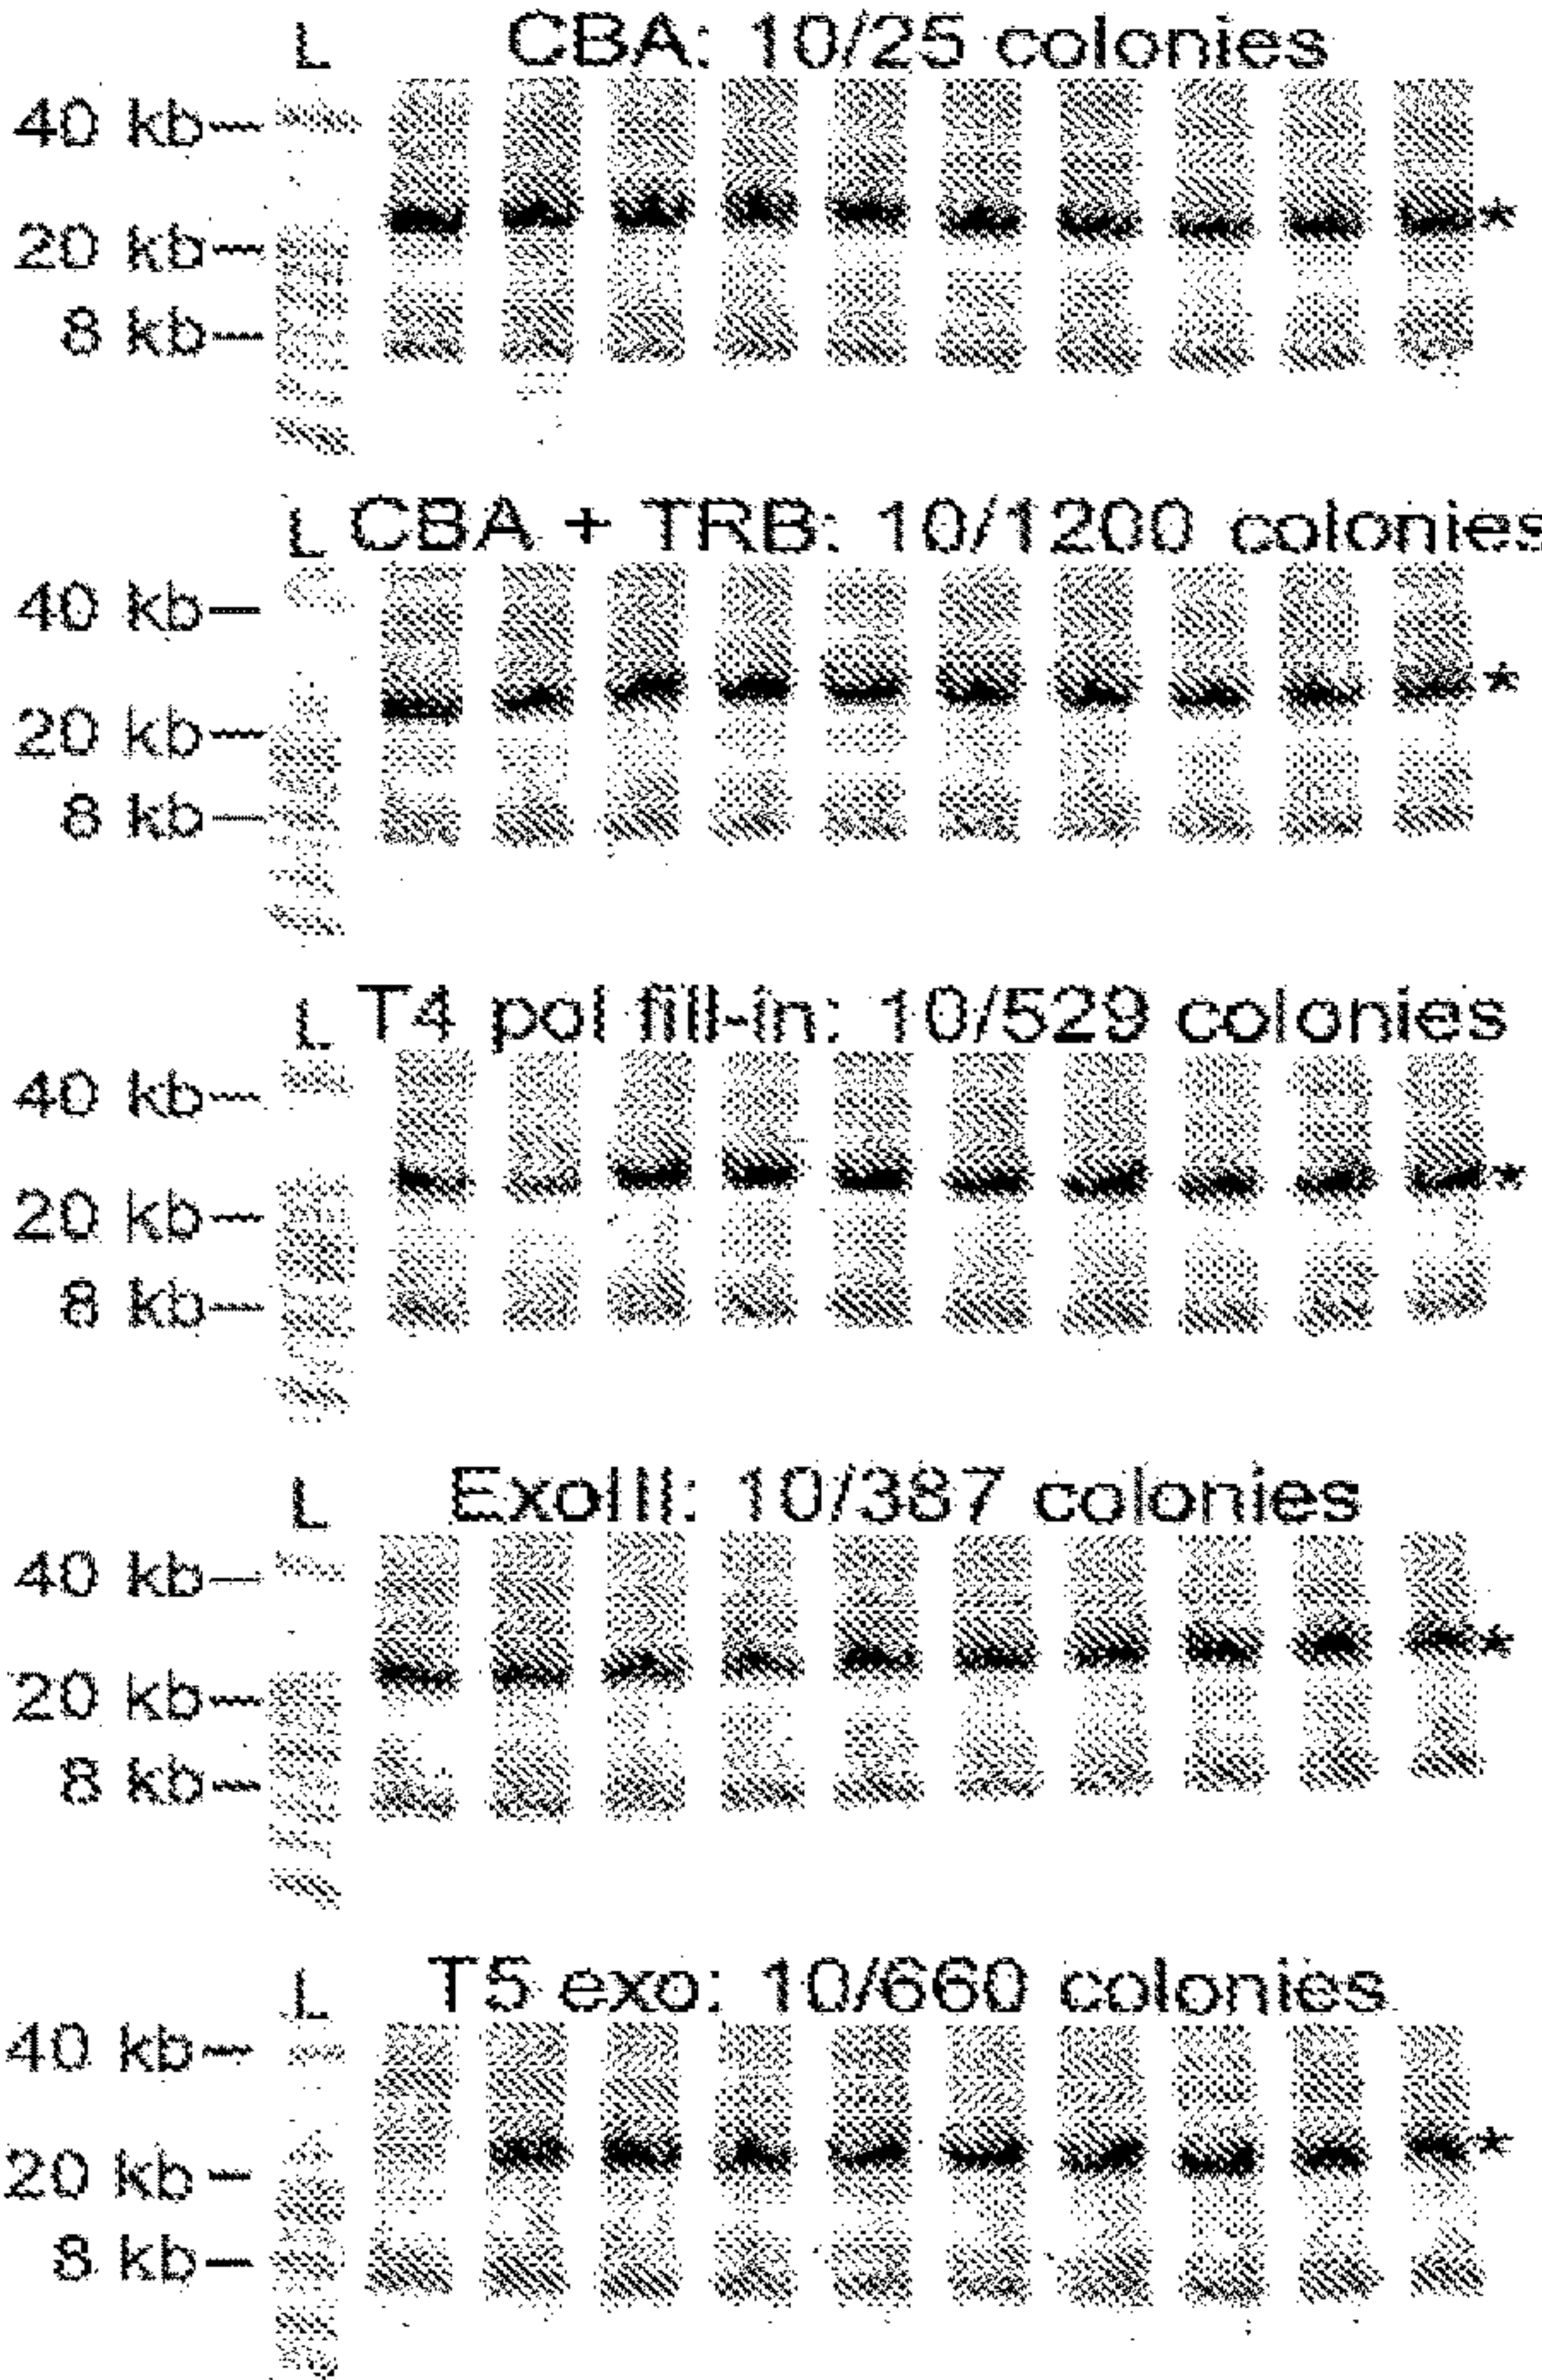 L CBA: 10/25 colonies
40 kb
20 kb *
8 kb
L CBA + TRB: 10/1200 colonies
40 kb
*
20 kb
8 kb
L T4 pol fill-in: 10/529 colonies
40 kb
*
20 kb
8 kb
L ExoIII: 10/387 colonies
40 kb
*
20 kb
8 kb
L T5 exo: 10/660 colonies
40 kb
*
20 kb
8 kb